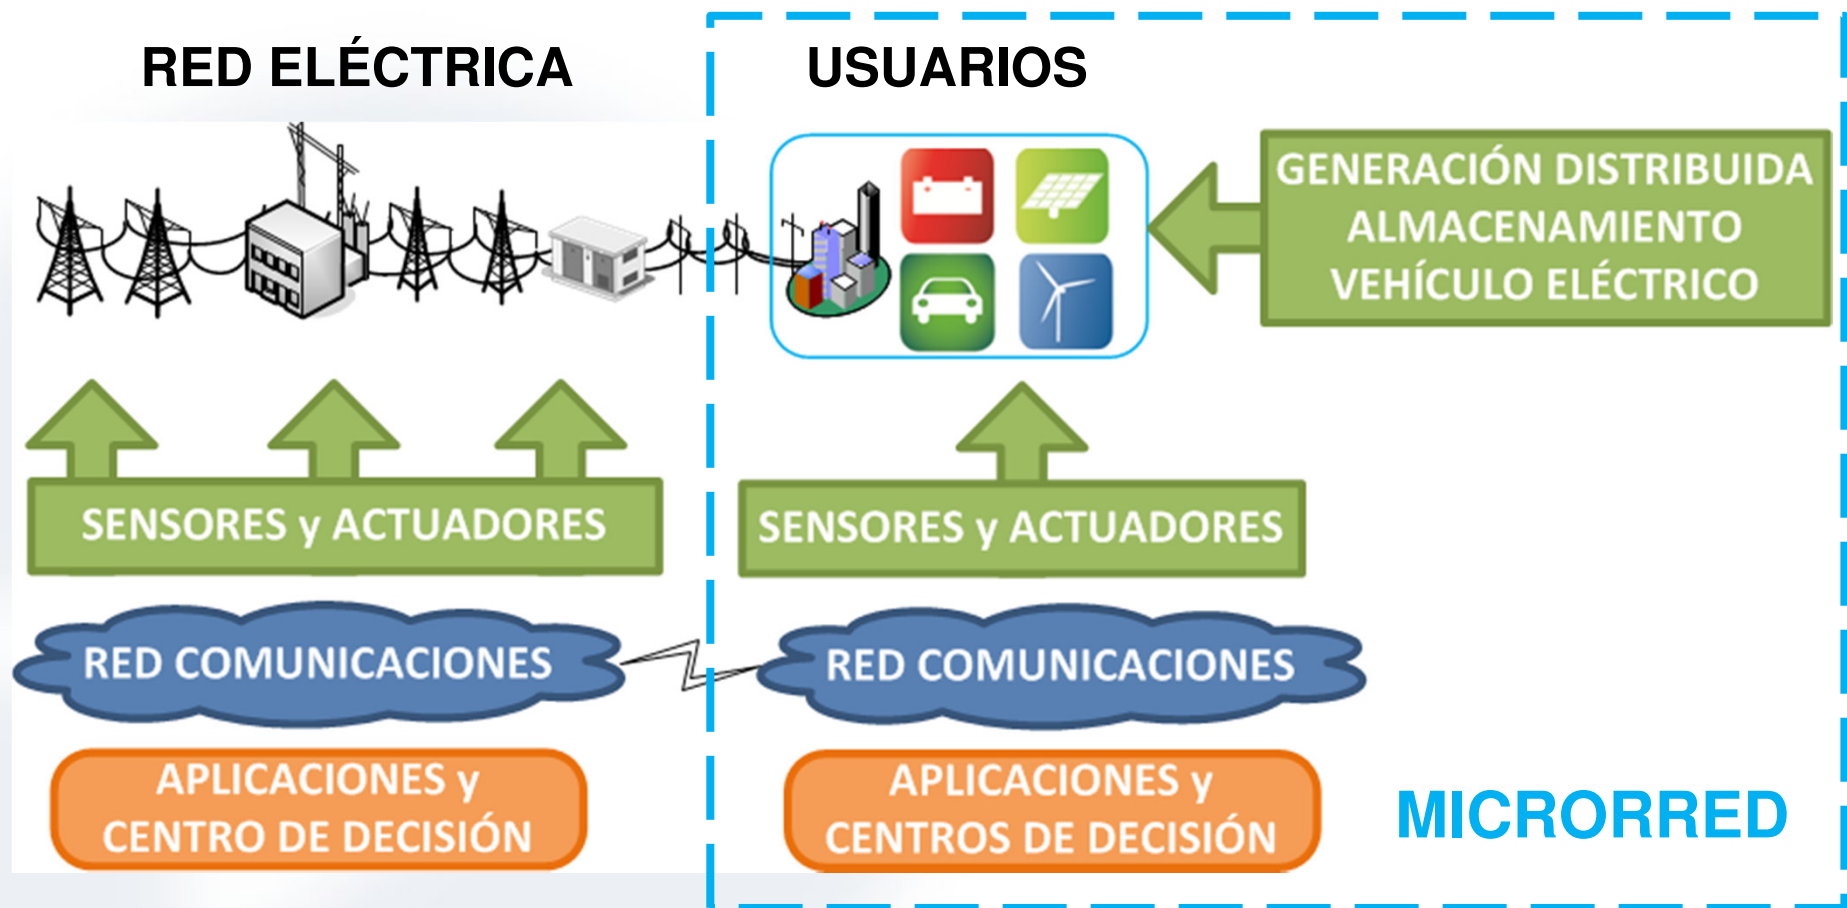 RED ELÉCTRICA
USUARIOS
GENERACIÓN DISTRIBUIDA
ALMACENAMIENTO
VEHÍCULO ELÉCTRICO
SENSORES y ACTUADORES
SENSORES y ACTUADORES
RED COMUNICACIONES
RED COMUNICACIONES
APLICACIONES y
CENTRO DE DECISIÓN
APLICACIONES y
CENTROS DE DECISIÓN
MICRORRED